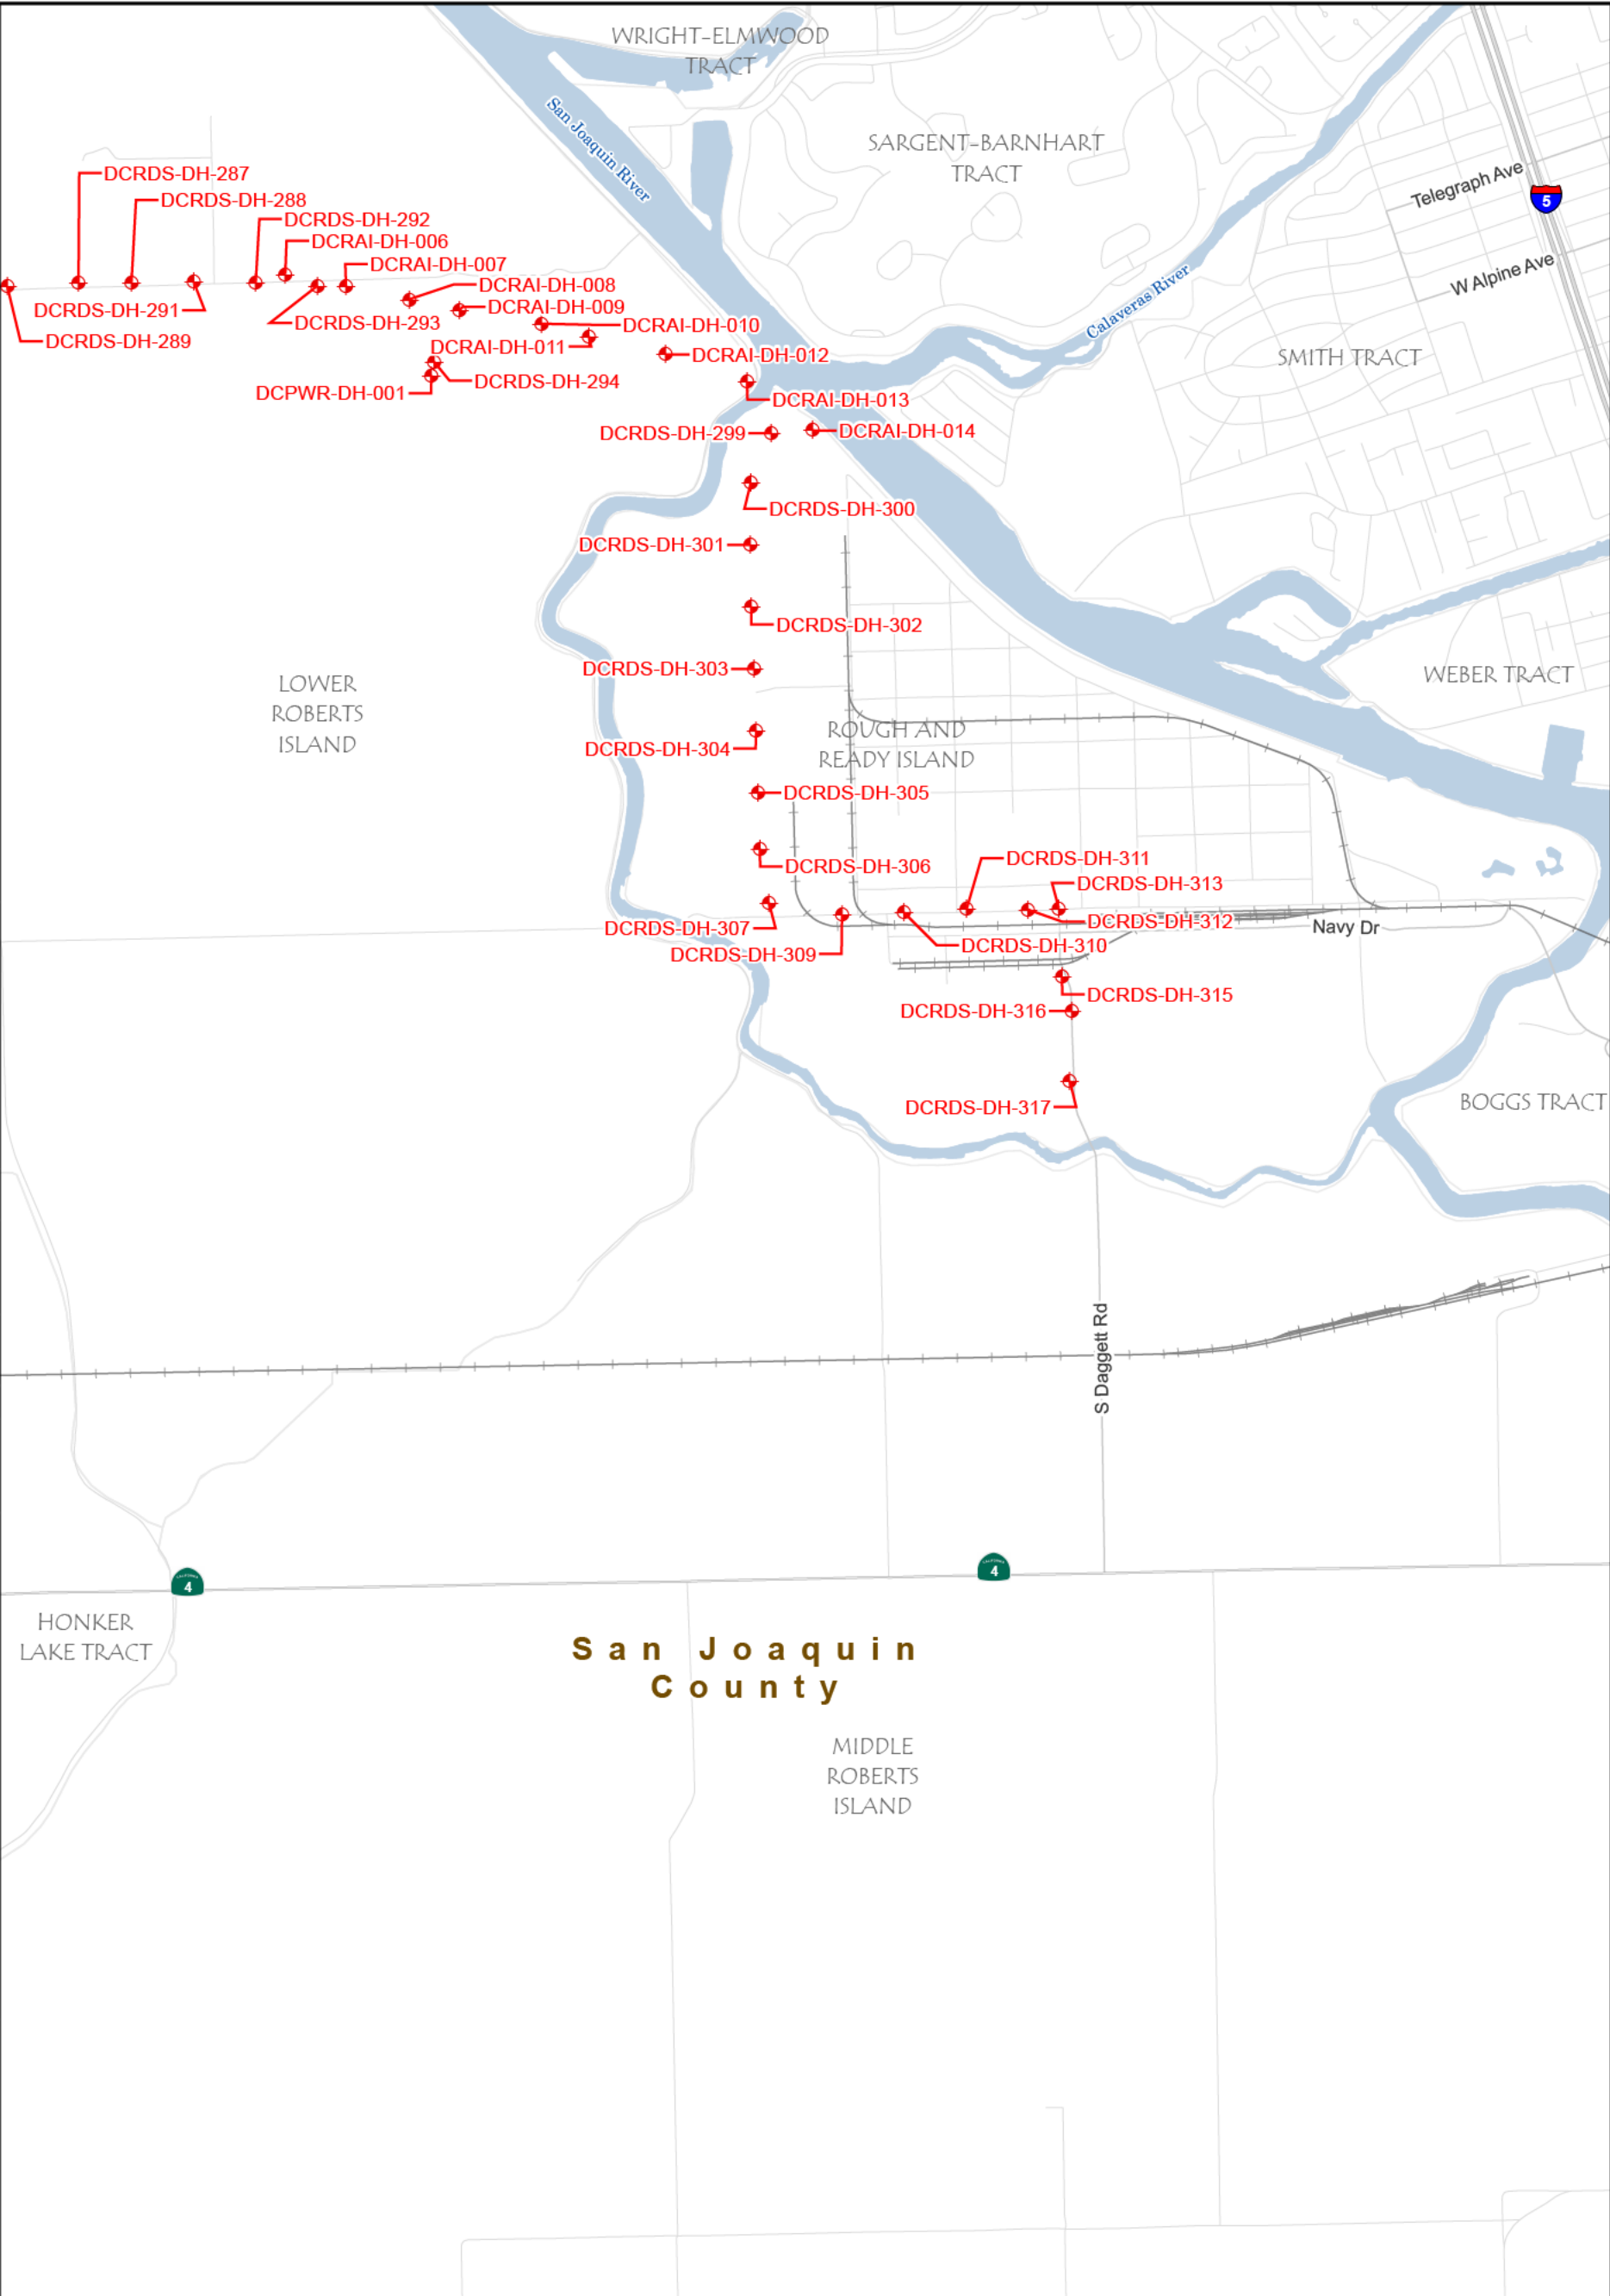 WRIGHT-ELMWOOD
TRACT
San Joaquin River
SARGENT-BARNHART
TRACT
Telegraph Ave
5
W Alpine Ave
Calaveras River
SMITH TRACT
DCRDS-DH-287
DCRDS-DH-288
DCRDS-DH-292
DCRAI-DH-006
DCRAI-DH-007
DCRAI-DH-008
DCRAI-DH-009
DCRDS-DH-291
DCRDS-DH-293
DCRAI-DH-010
DCRDS-DH-289
DCRAI-DH-011
DCRAI-DH-012
DCRDS-DH-294
DCPWR-DH-001
DCRAI-DH-013
DCRDS-DH-299
DCRAI-DH-014
DCRDS-DH-300
DCRDS-DH-301
DCRDS-DH-302
DCRDS-DH-303
WEBER TRACT
LOWER
ROBERTS
ISLAND
ROUGH AND
READY ISLAND
DCRDS-DH-304
DCRDS-DH-305
DCRDS-DH-306
DCRDS-DH-311
DCRDS-DH-313
DCRDS-DH-312
DCRDS-DH-307
Navy Dr
DCRDS-DH-310
DCRDS-DH-309
DCRDS-DH-315
DCRDS-DH-316
DCRDS-DH-317
BOGGS TRACT
S Daggett Rd
4
4
HONKER
LAKE TRACT
San Joaquin
County
MIDDLE
ROBERTS
ISLAND